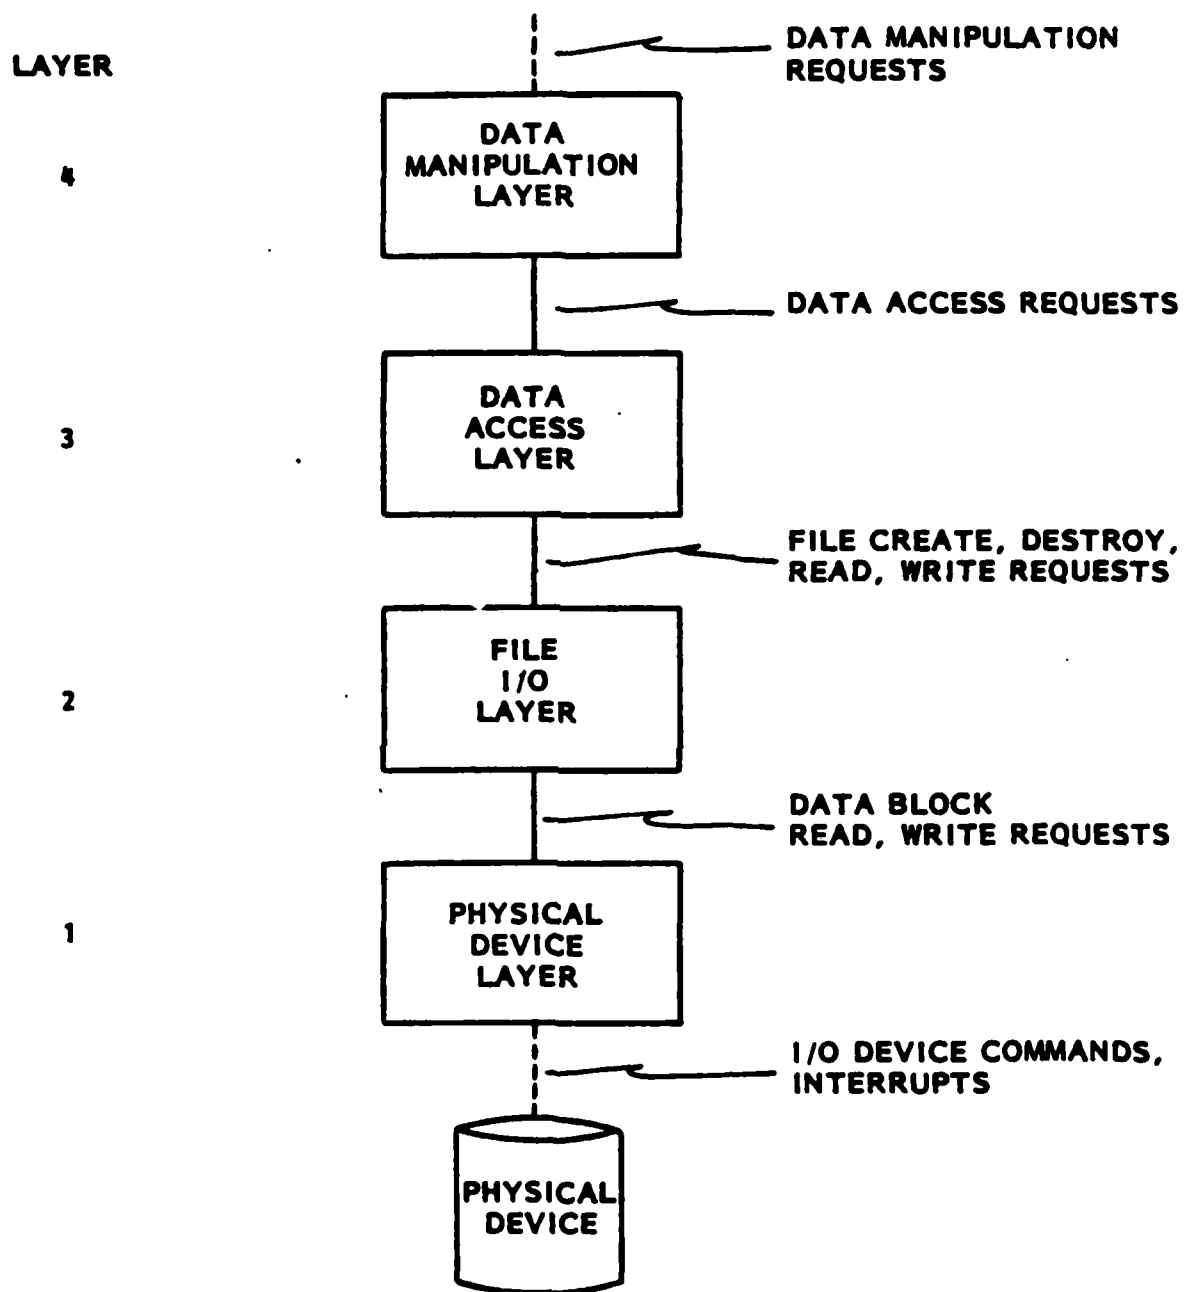 DATA MANIPULATION
REQUESTS
LAYER
DATA
MANIPULATION
LAYER
4
DATA ACCESS REQUESTS
DATA
ACCESS
LAYER
3
FILE CREATE, DESTROY,
READ, WRITE REQUESTS
FILE
I/O
LAYER
2
DATA BLOCK
READ, WRITE REQUESTS
PHYSICAL
DEVICE
LAYER
1
I/O DEVICE COMMANDS,
INTERRUPTS
PHYSICAL
DEVICE